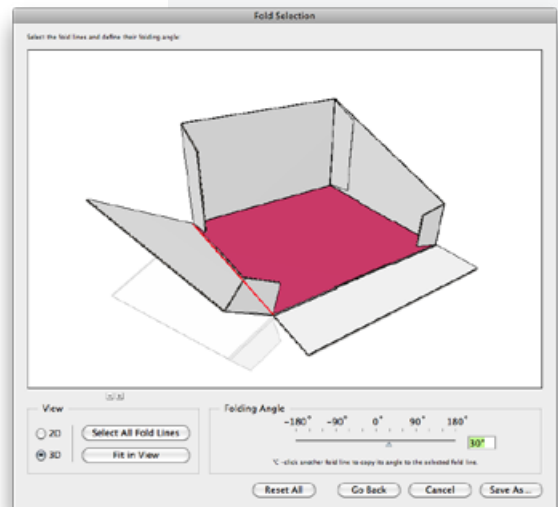 Fold Selection
Select the fold lines and define their folding angle:
View
2D
Select All Fold Lines
3D
Fit in View
Folding Angle
-180° -90° 0° 90° 180°
30°
-click another fold line to copy its angle to the selected fold line.
Reset All
Go Back
Cancel
Save As...